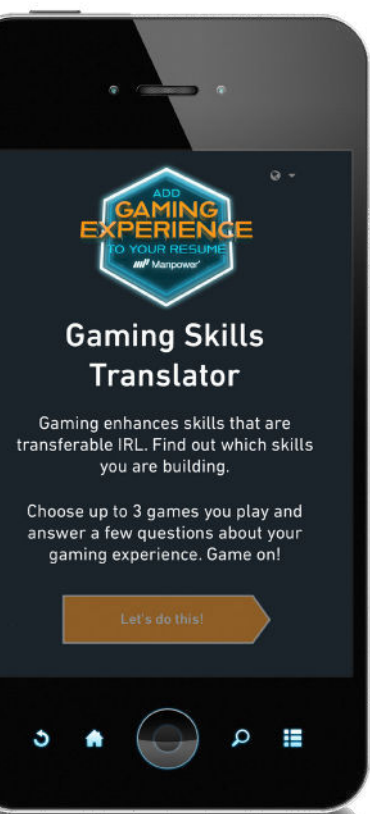 ADD
GAMING
EXPERIENCE
TO YOUR RESUME
Manpower
Gaming Skills
Translator
Gaming enhances skills that are
transferable IRL. Find out which skills
you are building.
Choose up to 3 games you play and
answer a few questions about your
gaming experience. Game on!
Let's do this!